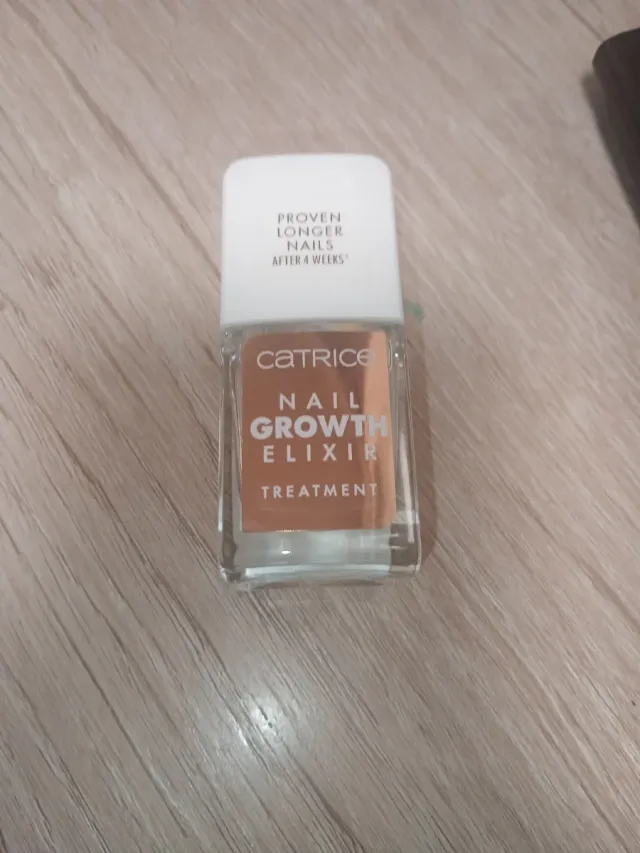 PROVEN
LONGER
NAILS
AFTER 4 WEEKS*
CATRICE
NAIL
GROWTH
ELIXIR
TREATMENT